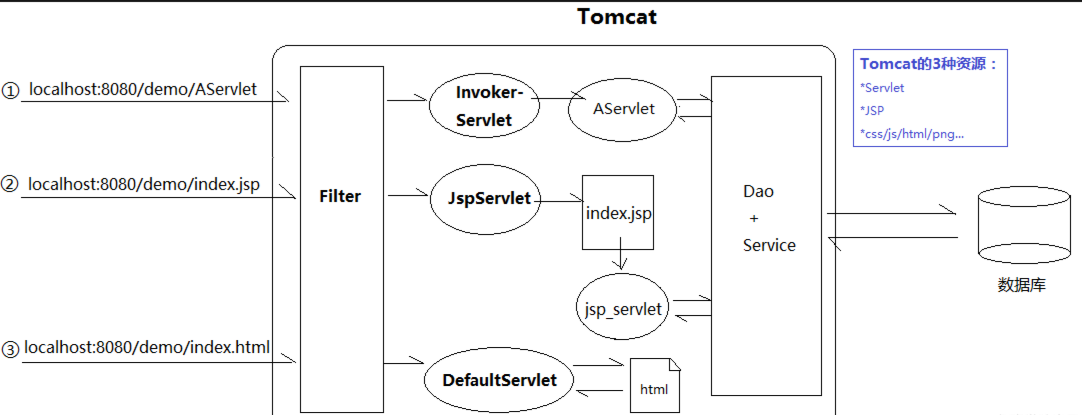 Tomcat
① localhost:8080/demo/AServlet
② localhost:8080/demo/index.jsp
③ localhost:8080/demo/index.html
Filter
Invoker-
Servlet
AServlet
JspServlet
index.jsp
jsp_servlet
DefaultServlet
html
Dao
+
Service
Tomcat的3种资源：
*Servlet
*JSP
*css/js/html/png...
数据库